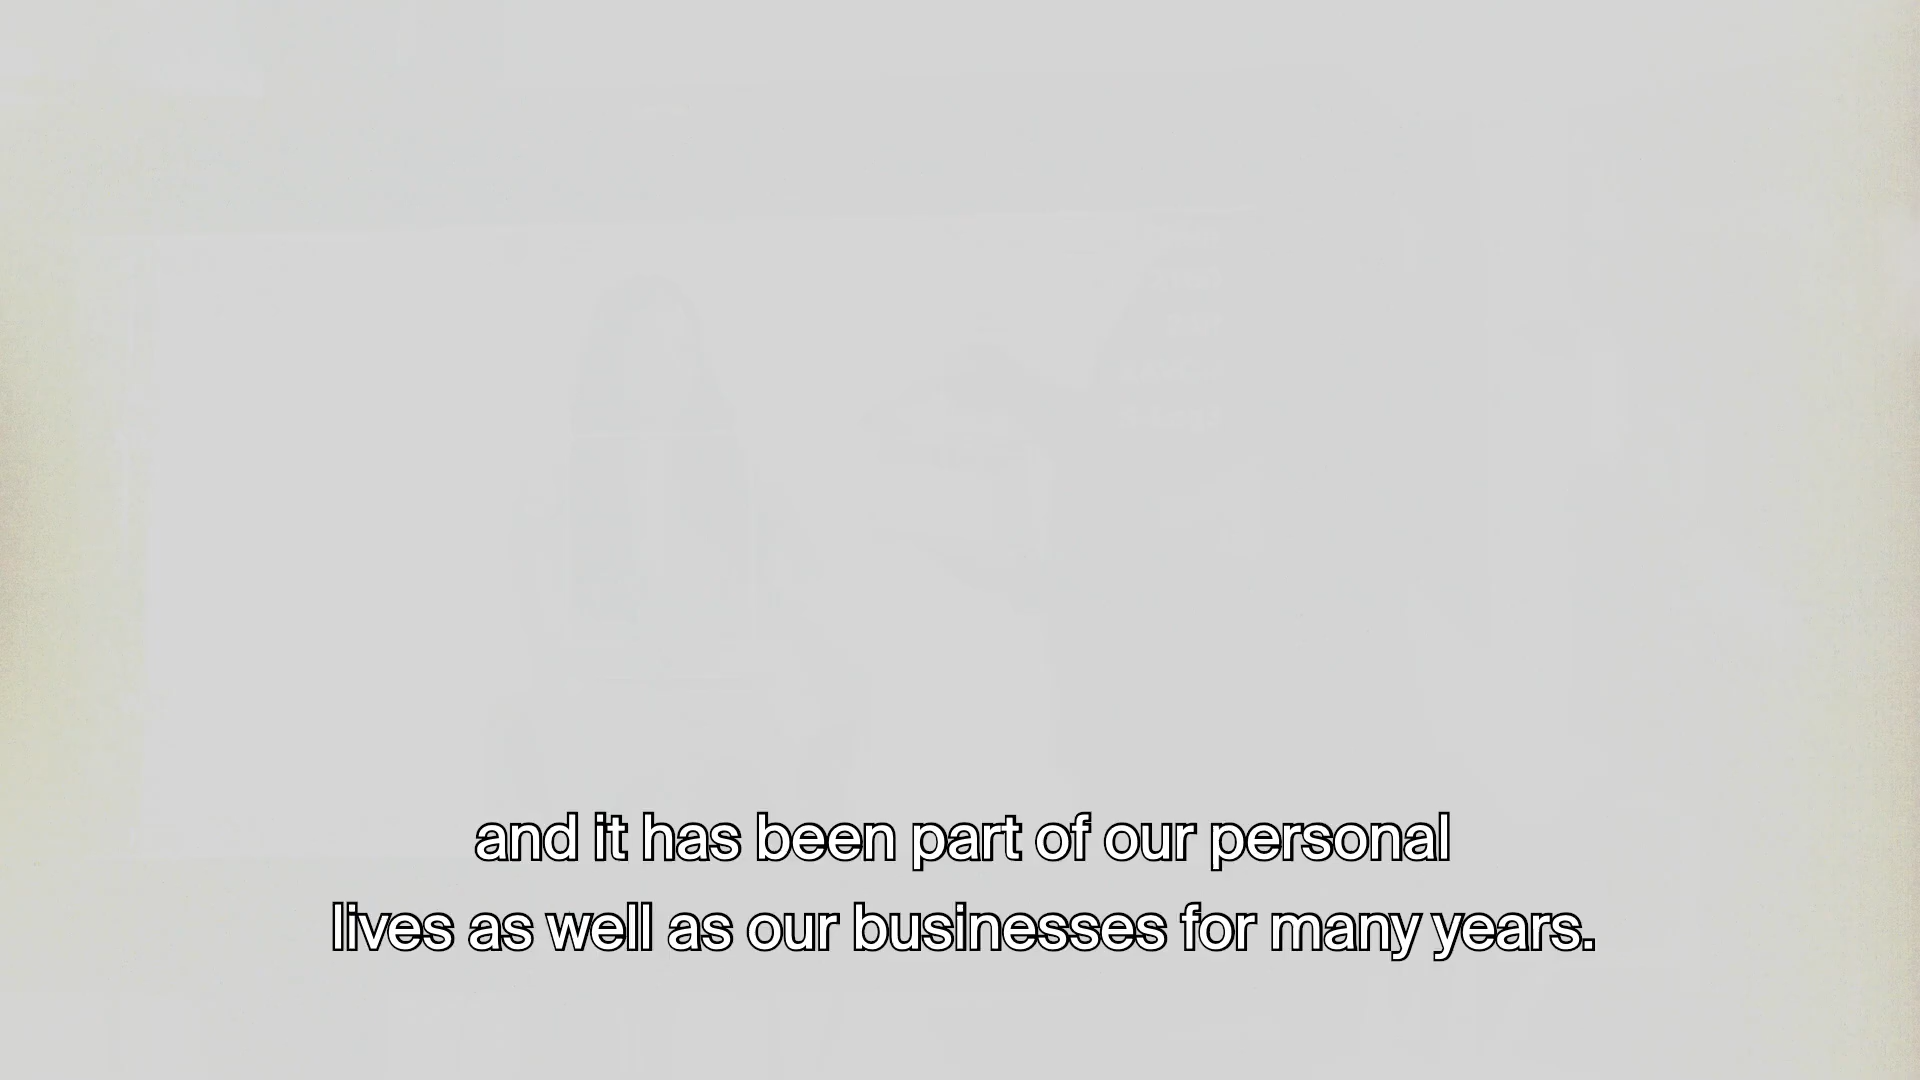 and it has been part of our personal
lives as well as our businesses for many years.